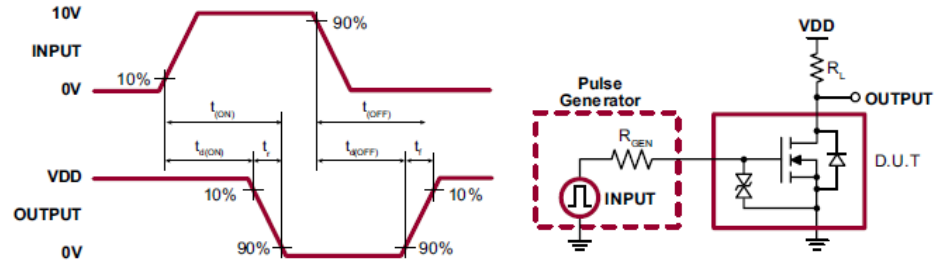 10V
INPUT
0V
10%
90%
t(ON)
t(OFF)
td(ON)
tr
td(OFF)
tf
VDD
OUTPUT
0V
10%
90%
10%
90%
Pulse
Generator
RGEN
INPUT
VDD
RL
OUTPUT
D.U.T